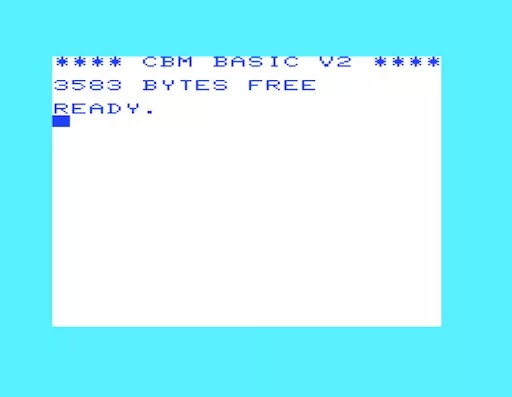 **** CBM BASIC V2 ****
3583 BYTES FREE
READY.